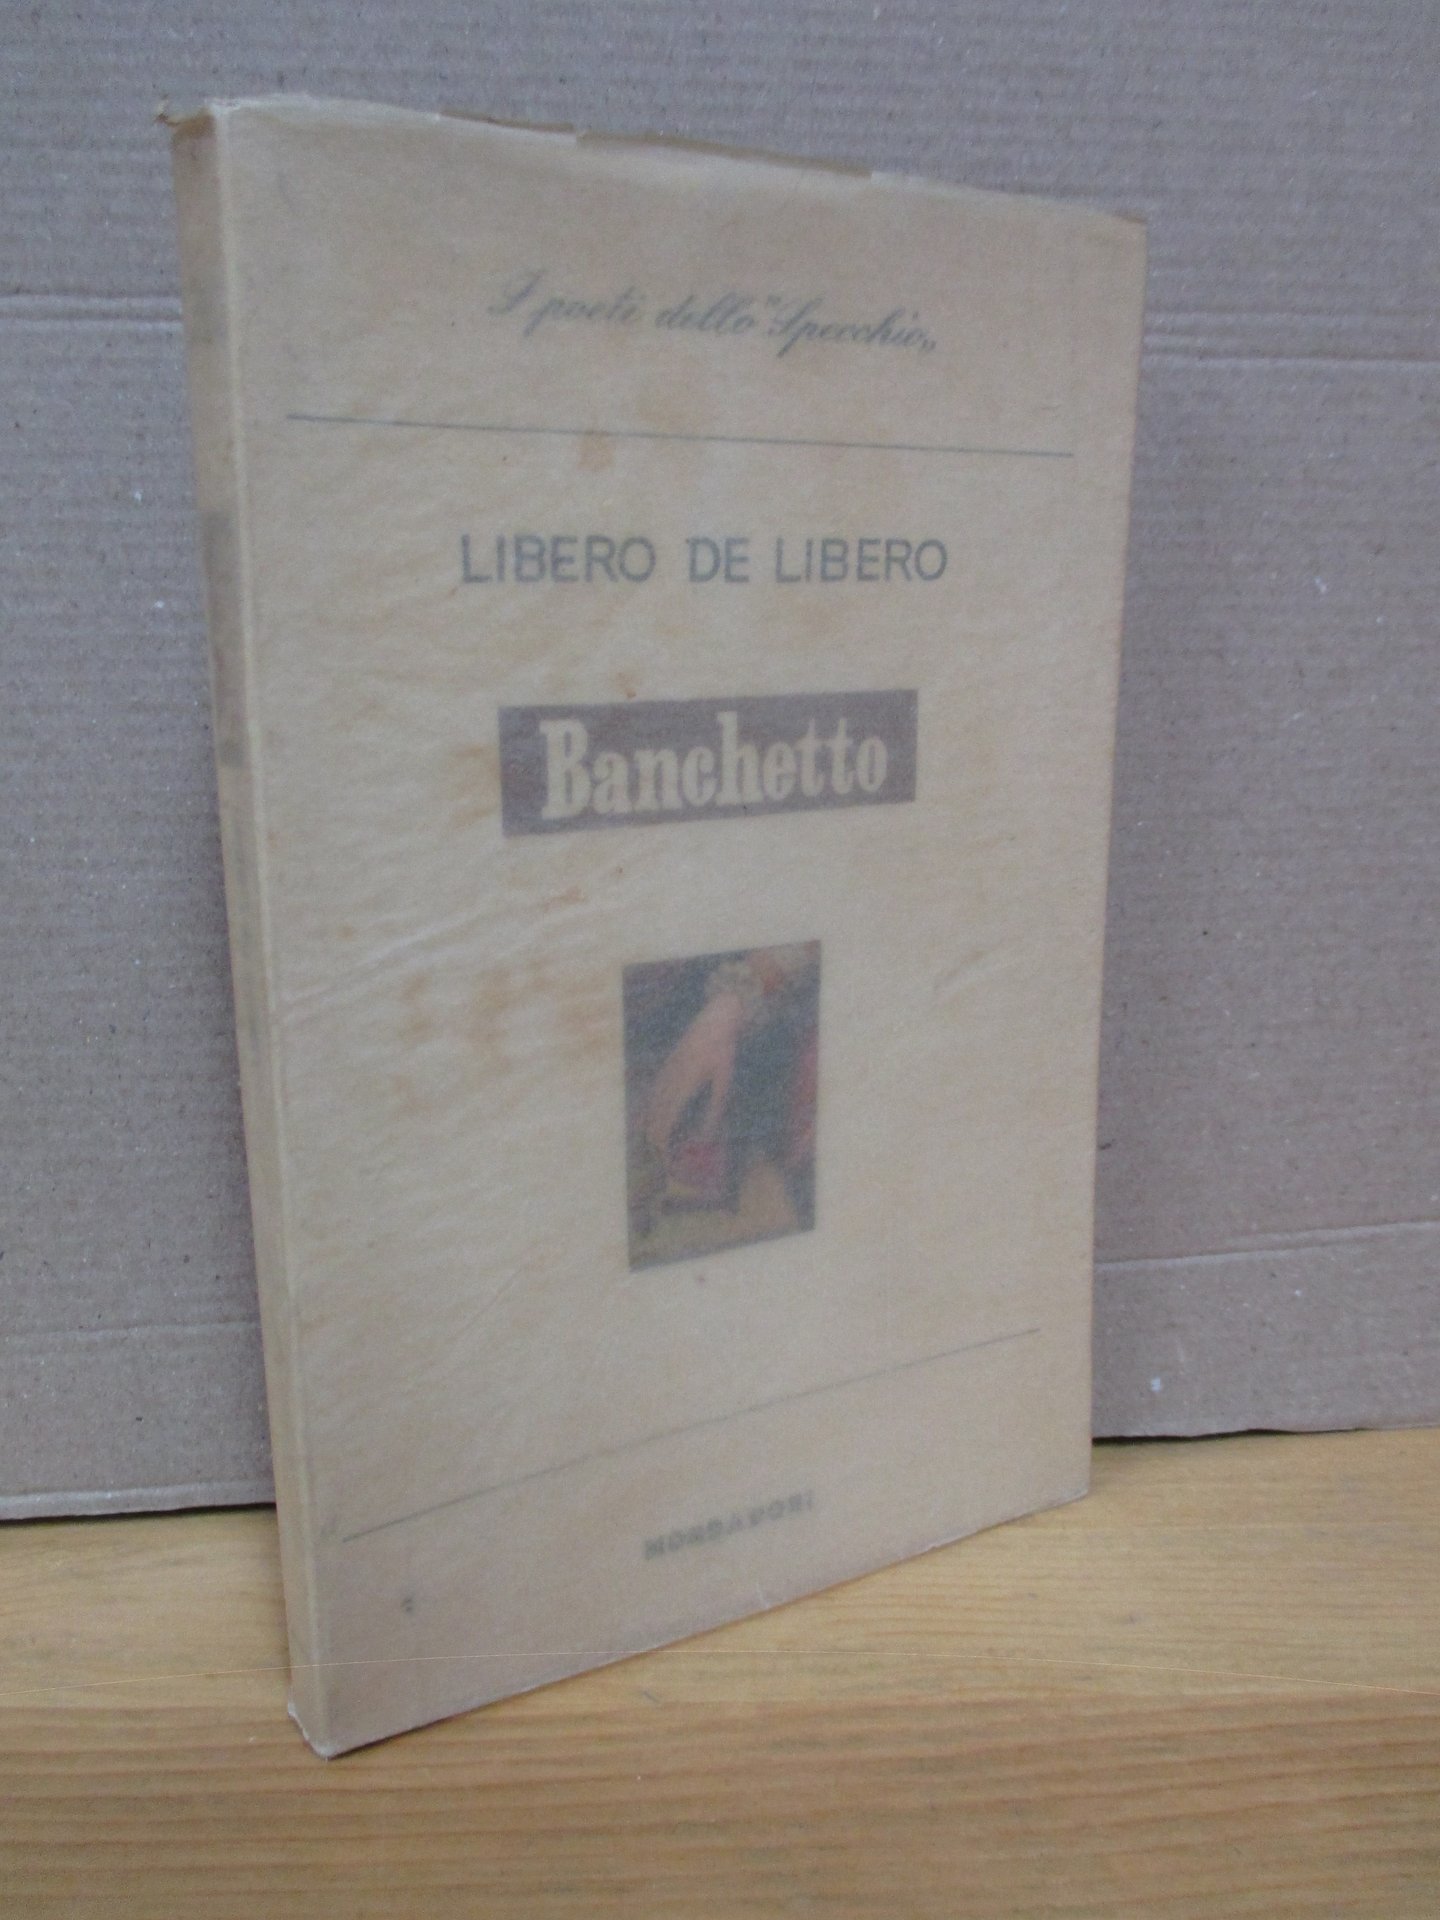 I poeti dello "Specchio„
LIBERO DE LIBERO
Banchetto
MONDADORI